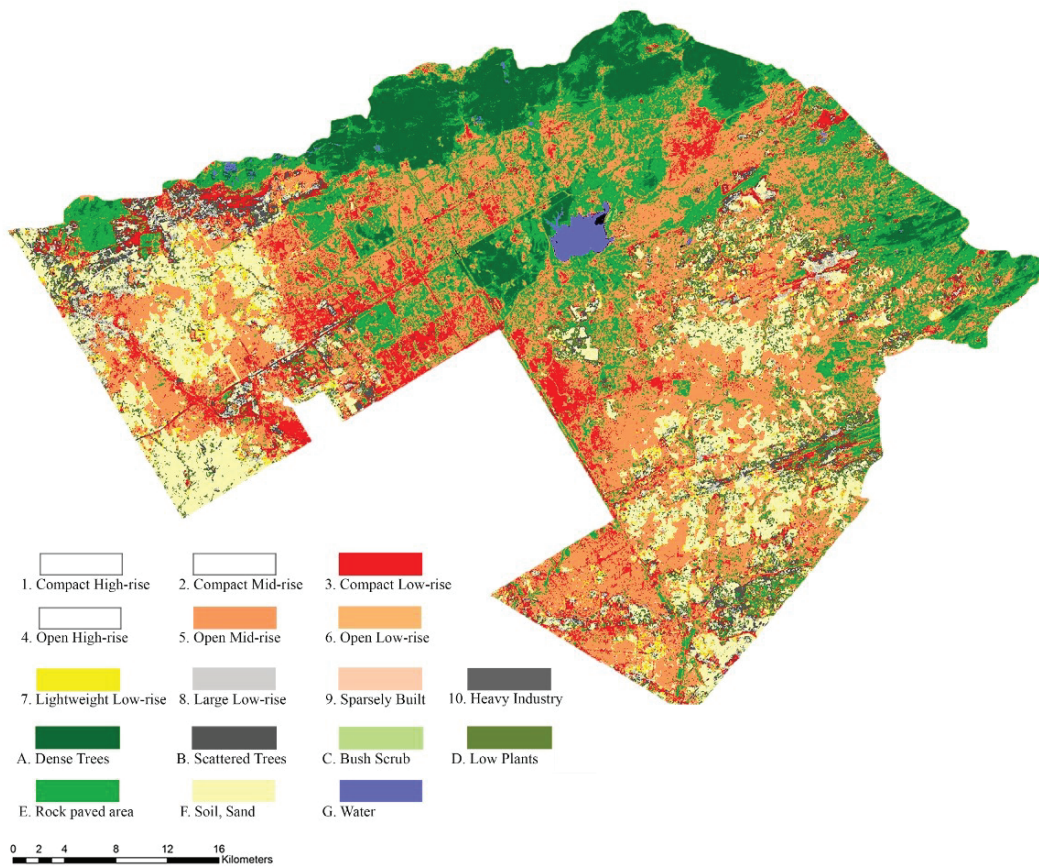 1. Compact High-rise 2. Compact Mid-rise 3. Compact Low-rise
4. Open High-rise 5. Open Mid-rise 6. Open Low-rise
7. Lightweight Low-rise 8. Large Low-rise 9. Sparsely Built 10. Heavy Industry
A. Dense Trees B. Scattered Trees C. Bush Scrub D. Low Plants
E. Rock paved area F. Soil, Sand G. Water
0 2 4 8 12 16
Kilometers